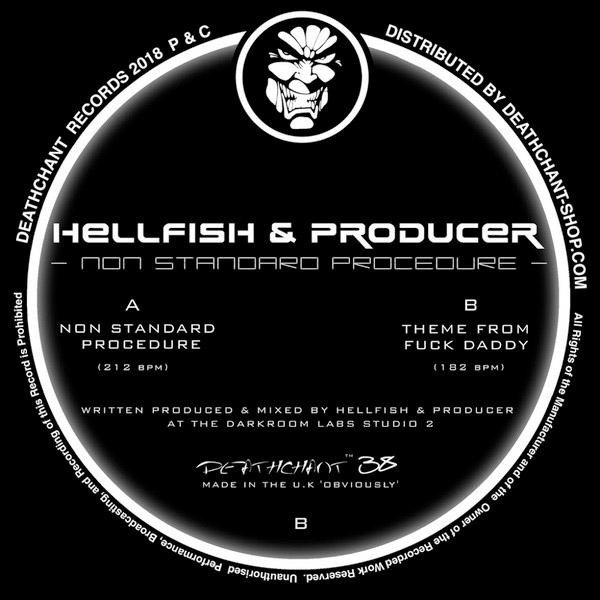 DEATHCHANT RECORDS 2018 P & C
DISTRIBUTED BY DEATHCHANT-SHOP.COM
HELLFISH & PRODUCER
- NON STANDARD PROCEDURE -
A
NON STANDARD
PROCEDURE
(212 BPM)
B
THEME FROM
FUCK DADDY
(182 BPM)
WRITTEN PRODUCED & MIXED BY HELLFISH & PRODUCER
AT THE DARKROOM LABS STUDIO 2
DEATHCHANT™ 38
MADE IN THE U.K 'OBVIOUSLY'
B
All Rights of the Manufacturer and of the Owner of the Recorded Work Reserved. Unauthorised Performance, Broadcasting, and Recording of this Record is Prohibited